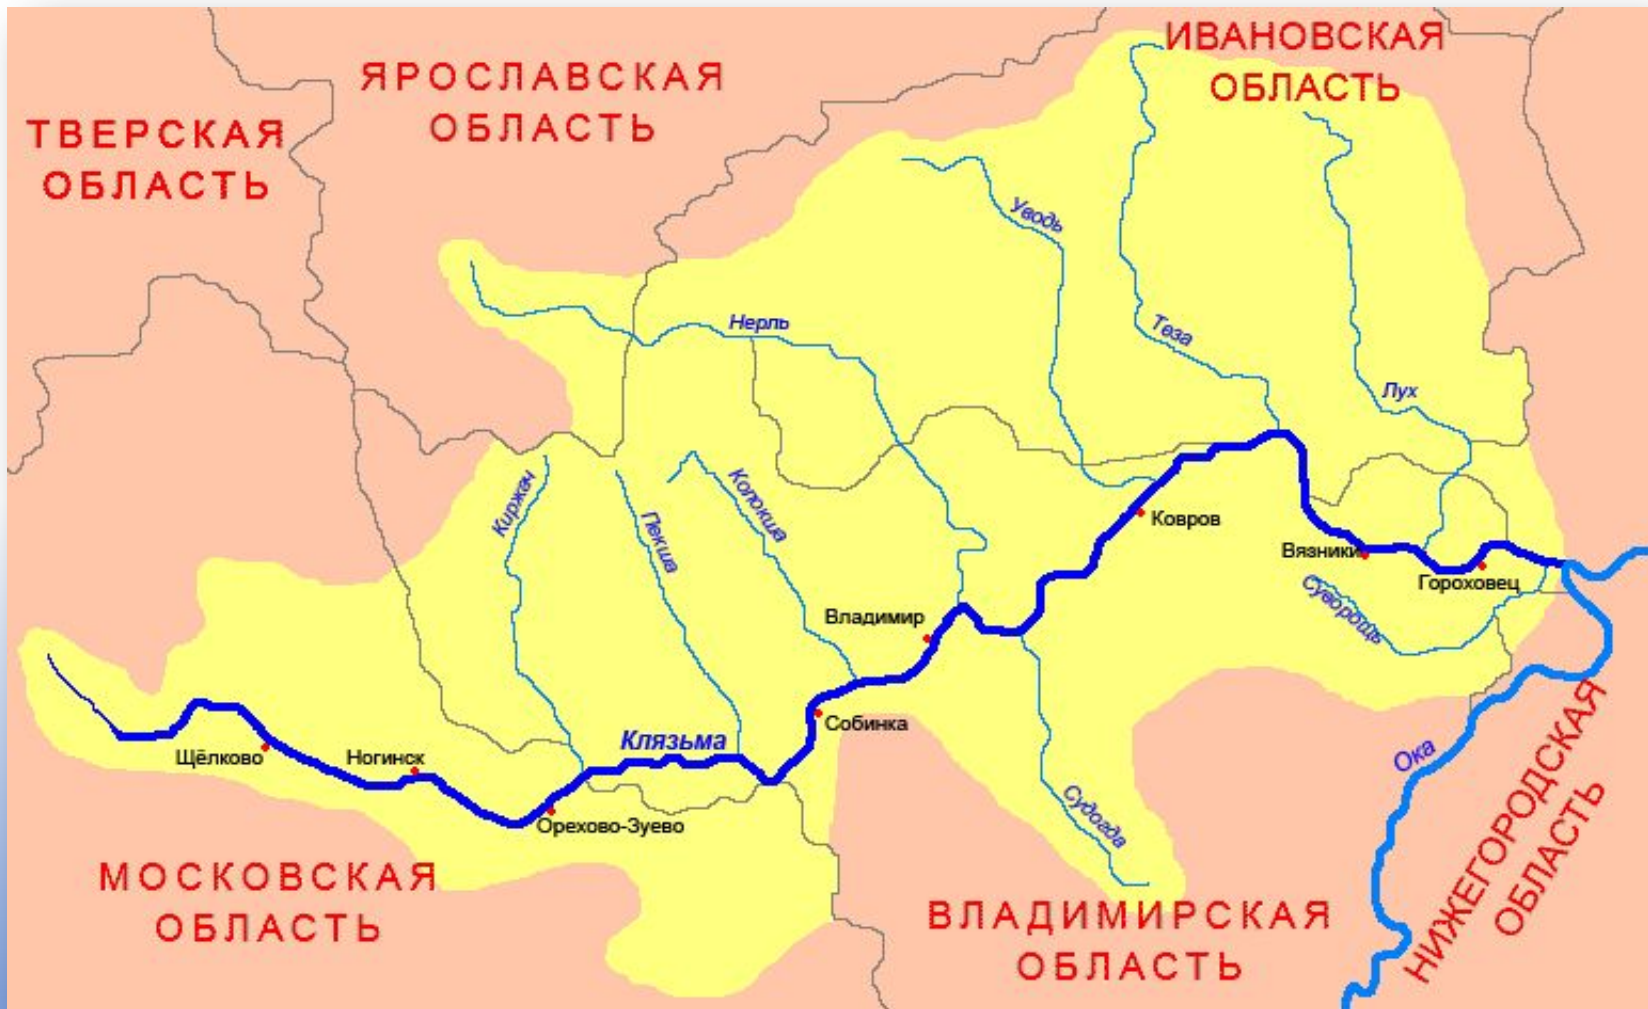 ИВАНОВСКАЯ
ОБЛАСТЬ
ЯРОСЛАВСКАЯ
ОБЛАСТЬ
ТВЕРСКАЯ
ОБЛАСТЬ
Уводь
Теза
Нерль
Лух
Киржач
Пекша
Колокша
Ковров
Вязники
Гороховец
Суворощь
Владимир
Собинка
Клязьма
Щёлково
Ногинск
Орехово-Зуево
Судогда
Ока
МОСКОВСКАЯ
ОБЛАСТЬ
ВЛАДИМИРСКАЯ
ОБЛАСТЬ
НИЖЕГОРОДСКАЯ
ОБЛАСТЬ